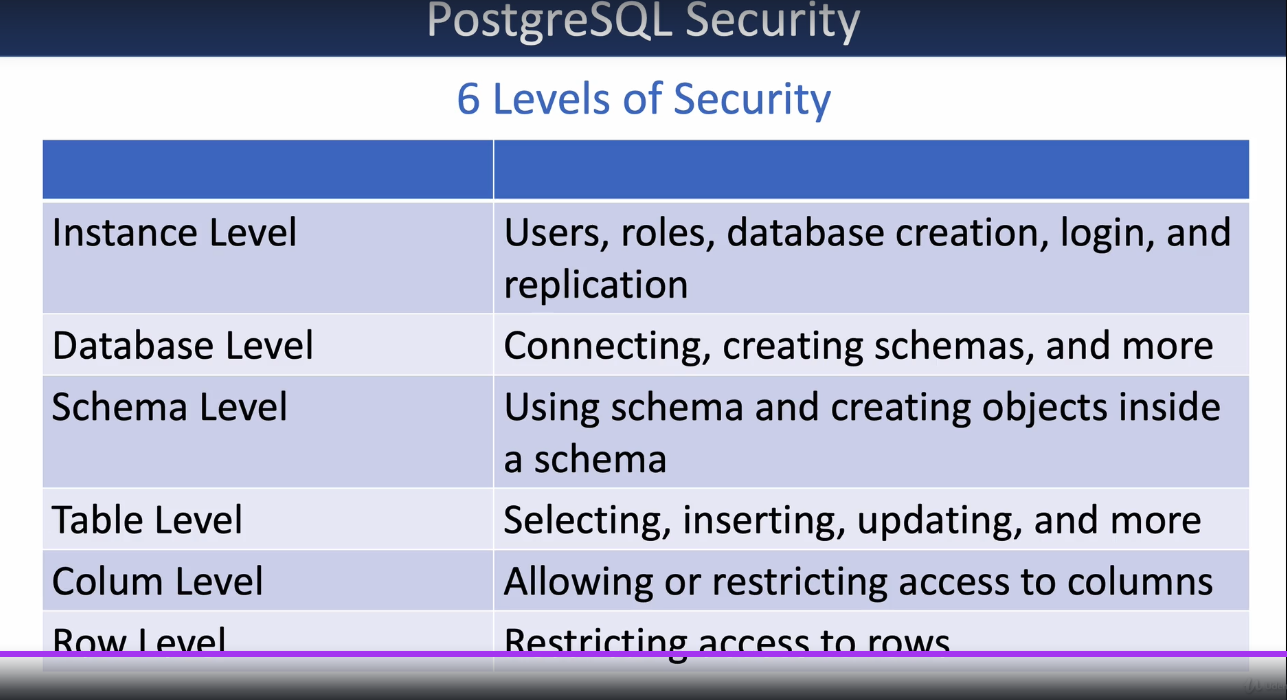 PostgreSQL Security
6 Levels of Security
Instance Level
Users, roles, database creation, login, and
replication
Database Level
Connecting, creating schemas, and more
Schema Level
Using schema and creating objects inside
a schema
Table Level
Selecting, inserting, updating, and more
Colum Level
Allowing or restricting access to columns
Row Level
Restricting access to rows